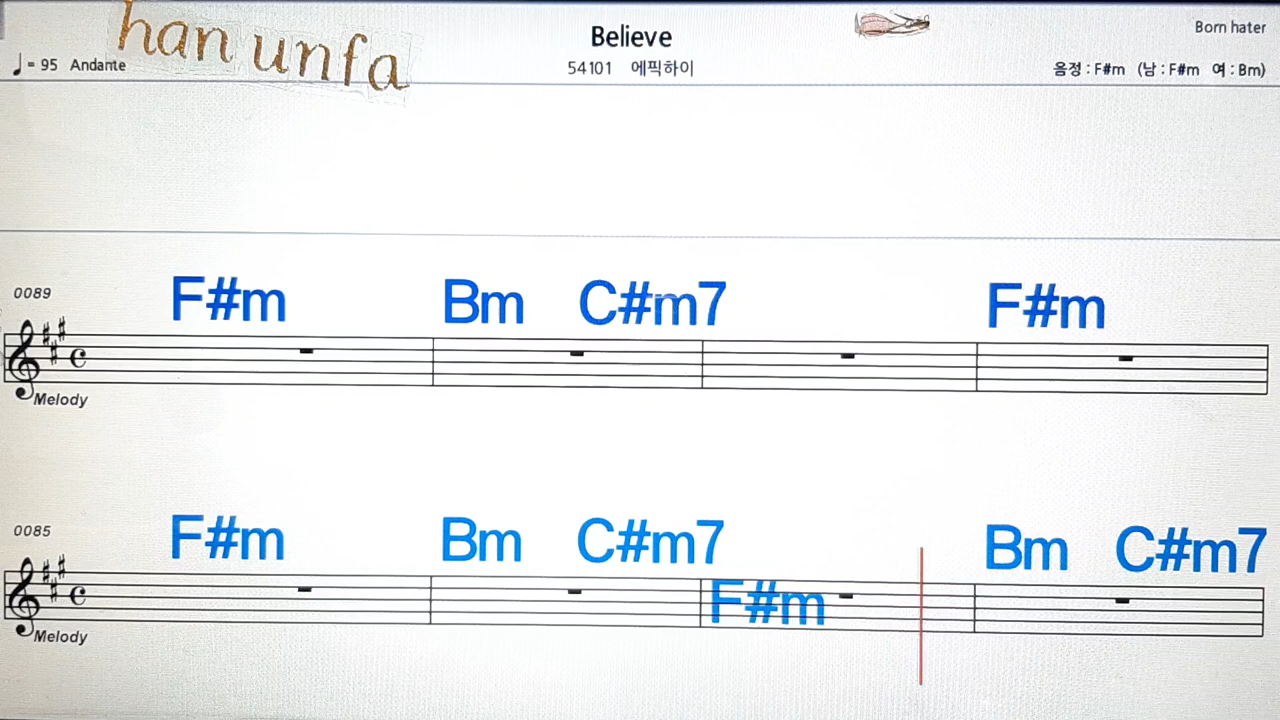 han unfa
Believe
Born hater
♩= 95 Andante
54101 에픽하이
음정 : F#m (남 : F#m 여 : Bm)
0089
F#m Bm C#m7 F#m
Melody
0085
F#m Bm C#m7 F#m Bm C#m7
Melody